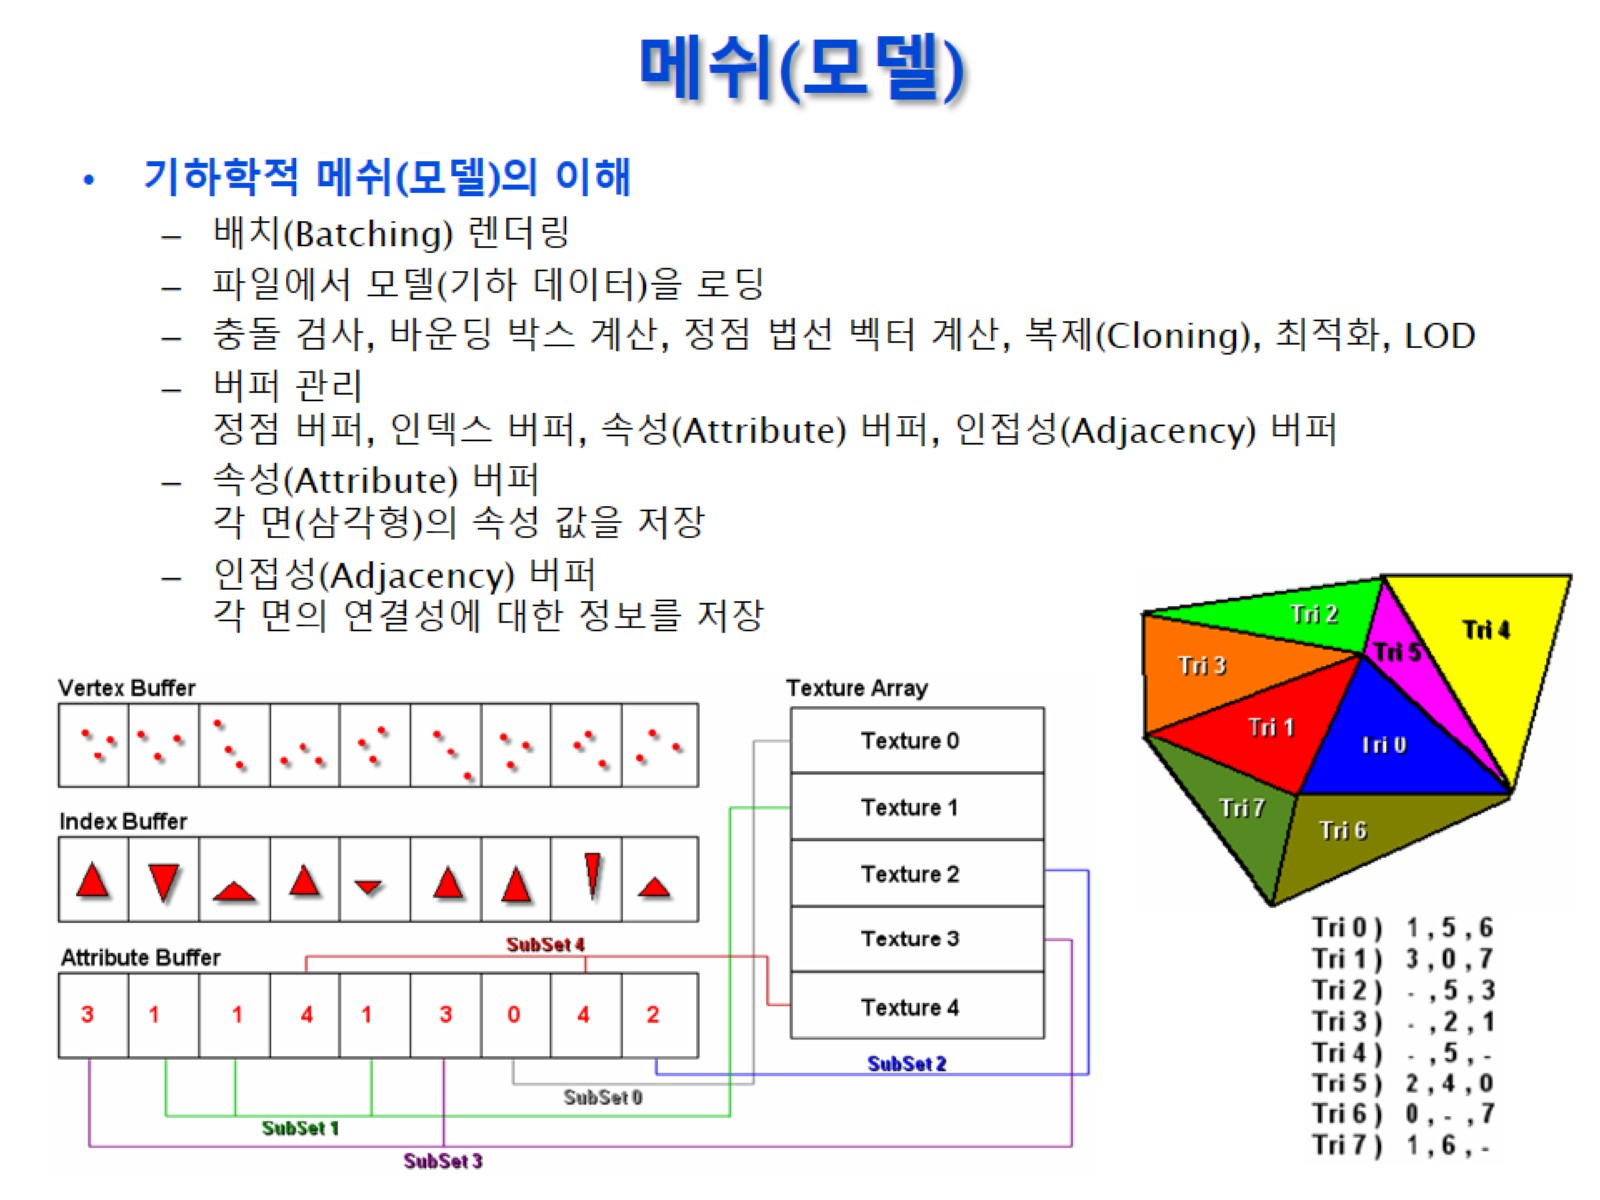 메쉬(모델)
• 기하학적 메쉬(모델)의 이해
– 배치(Batching) 렌더링
– 파일에서 모델(기하 데이터)을 로딩
– 충돌 검사, 바운딩 박스 계산, 정점 법선 벡터 계산, 복제(Cloning), 최적화, LOD
– 버퍼 관리
정점 버퍼, 인덱스 버퍼, 속성(Attribute) 버퍼, 인접성(Adjacency) 버퍼
– 속성(Attribute) 버퍼
각 면(삼각형)의 속성 값을 저장
– 인접성(Adjacency) 버퍼
각 면의 연결성에 대한 정보를 저장
Vertex Buffer
Index Buffer
Attribute Buffer
SubSet 4
3 1 1 4 1 3 0 4 2
SubSet 0
SubSet 1
SubSet 3
SubSet 2
Texture Array
Texture 0
Texture 1
Texture 2
Texture 3
Texture 4
Tri 2
Tri 4
Tri 5
Tri 3
Tri 1
Tri 0
Tri 7
Tri 6
Tri 0 ) 1 , 5 , 6
Tri 1 ) 3 , 0 , 7
Tri 2 ) - , 5 , 3
Tri 3 ) - , 2 , 1
Tri 4 ) - , 5 , -
Tri 5 ) 2 , 4 , 0
Tri 6 ) 0 , - , 7
Tri 7 ) 1 , 6 , -